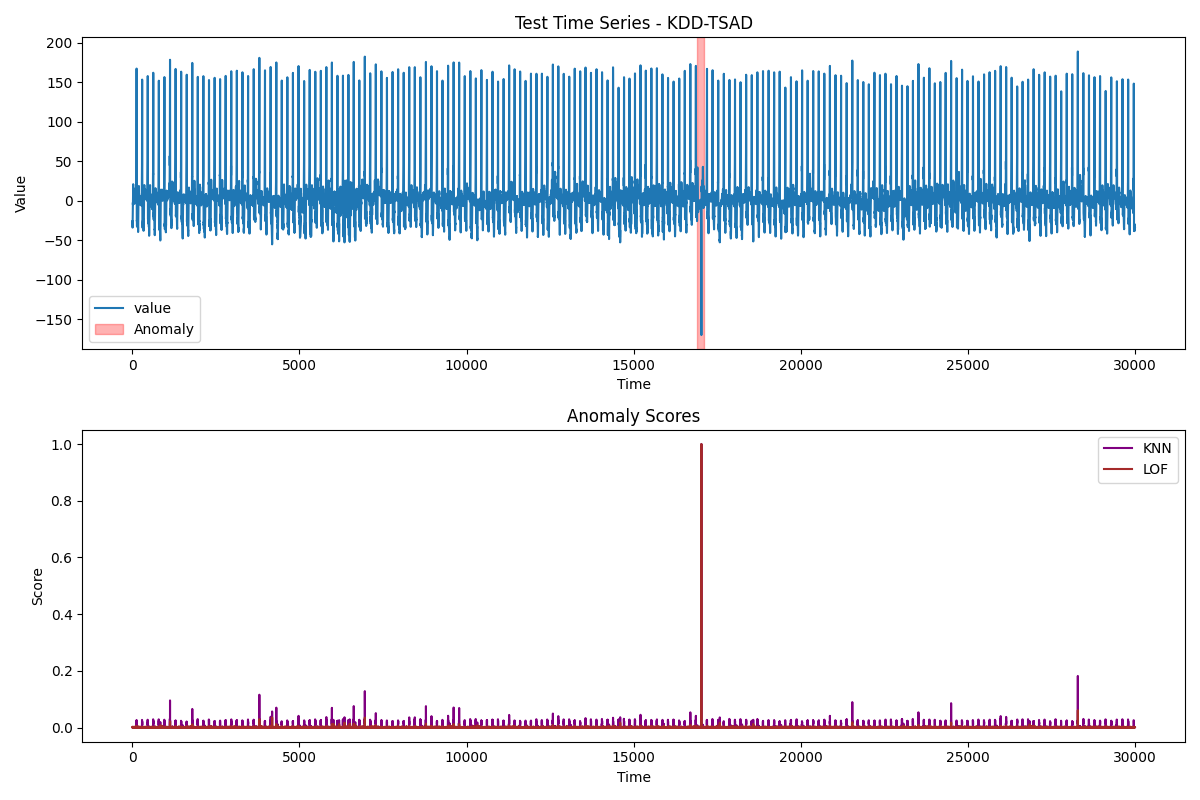 Test Time Series - KDD-TSAD
200
150
100
50
0
−50
−100
−150
Value
value
Anomaly
0 5000 10000 15000 20000 25000 30000
Time
Anomaly Scores
1.0
0.8
0.6
0.4
0.2
0.0
Score
KNN
LOF
0 5000 10000 15000 20000 25000 30000
Time